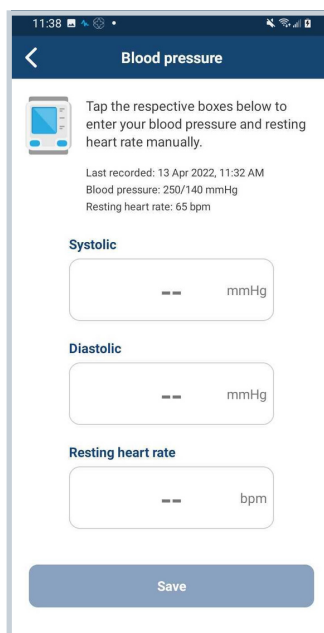 11:38
Blood pressure
Tap the respective boxes below to
enter your blood pressure and resting
heart rate manually.
Last recorded: 13 Apr 2022, 11:32 AM
Blood pressure: 250/140 mmHg
Resting heart rate: 65 bpm
Systolic
-- mmHg
Diastolic
-- mmHg
Resting heart rate
-- bpm
Save